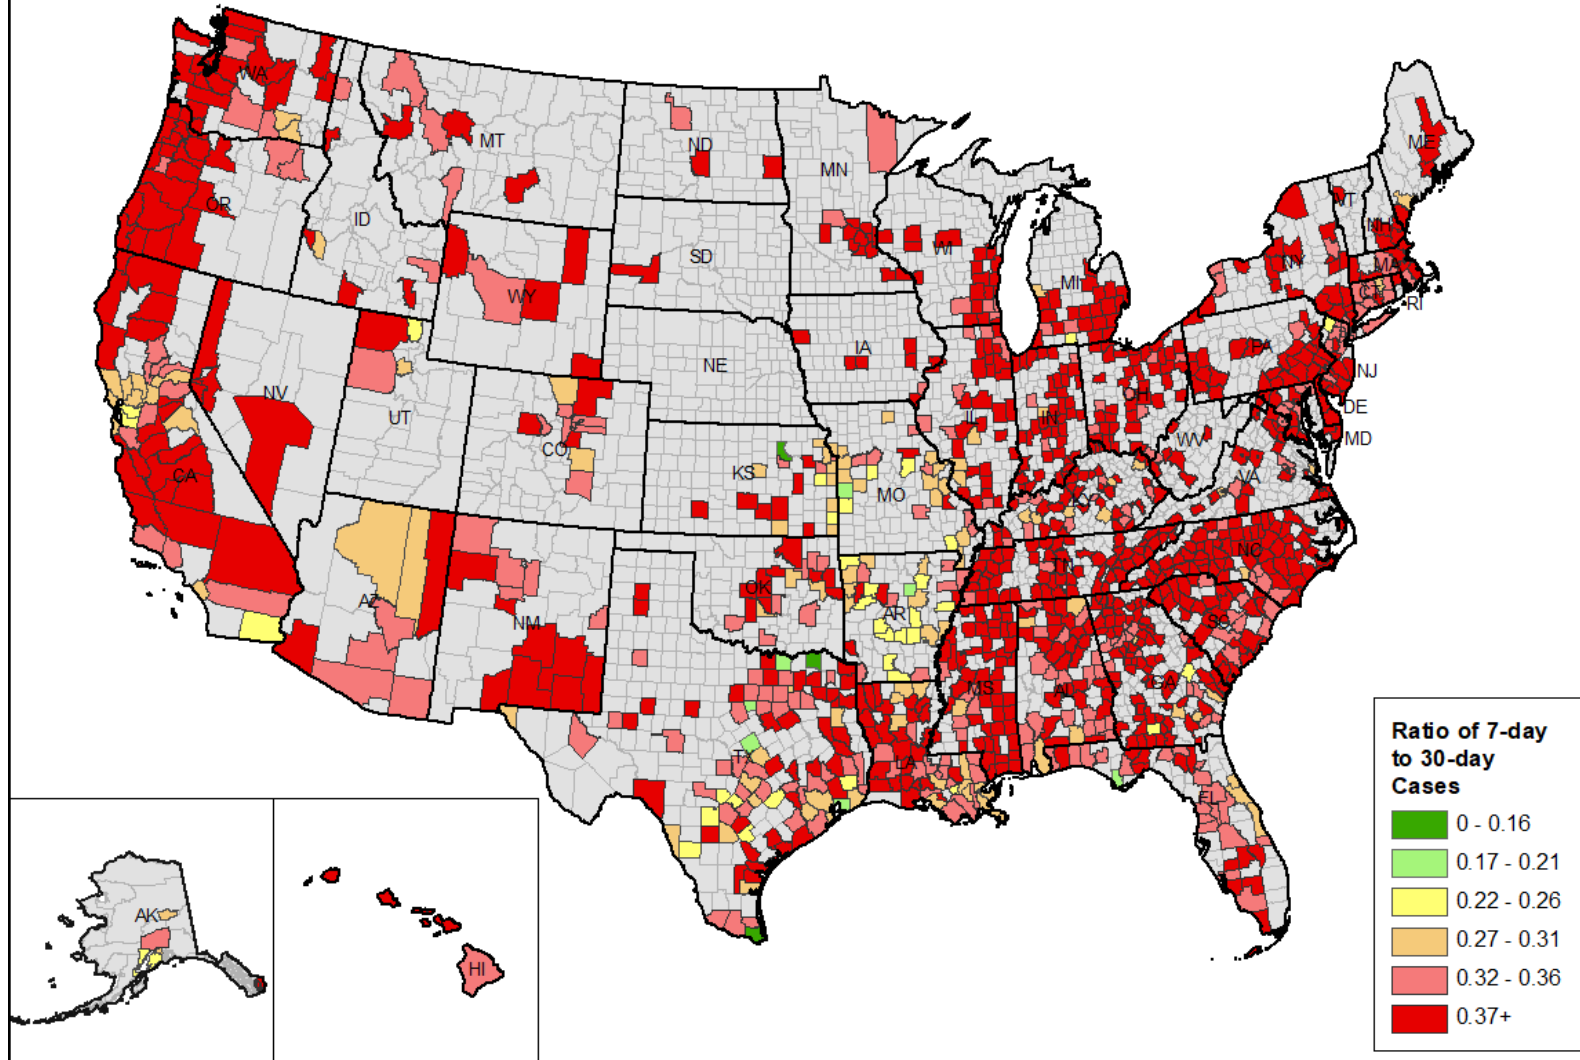 WA
MT
ND
MN
ME
OR
ID
SD
WI
MI
VT
NH
NY
MA
CT
RI
WY
IA
NE
PA
NJ
NV
UT
CO
KS
MO
IL
IN
OH
WV
VA
DE
MD
CA
KY
AZ
NM
OK
AR
TN
NC
SC
MS
AL
GA
TX
LA
FL
AK
HI
Ratio of 7-day
to 30-day
Cases
0 - 0.16
0.17 - 0.21
0.22 - 0.26
0.27 - 0.31
0.32 - 0.36
0.37+